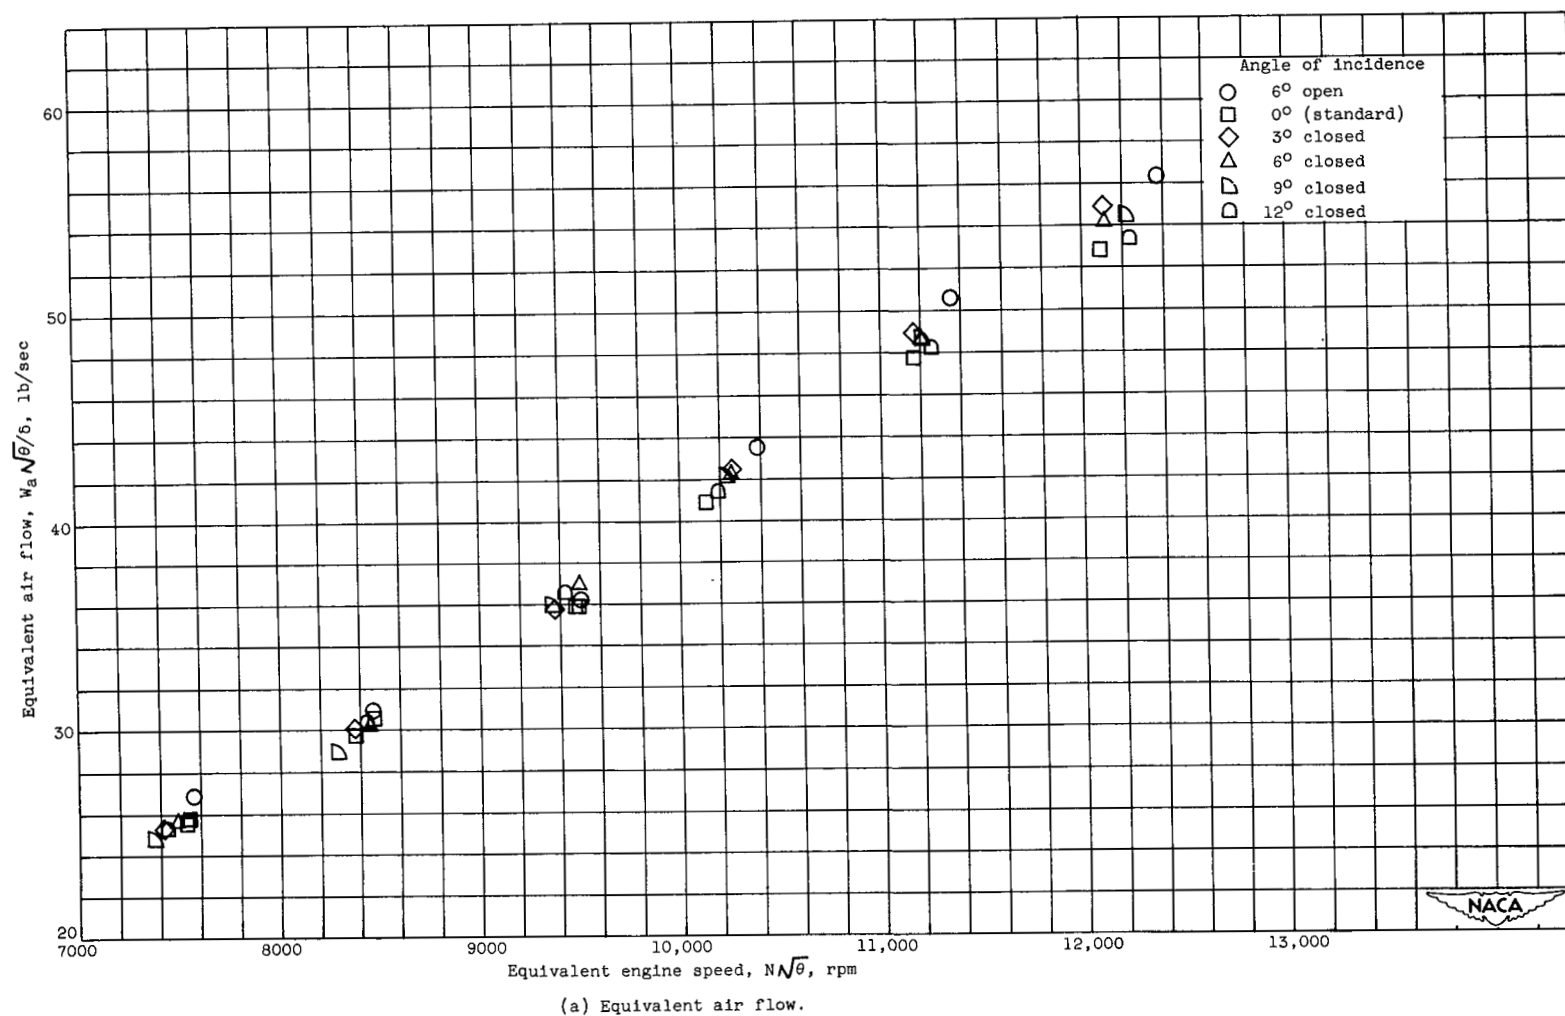 Angle of incidence
6° open
0° (standard)
3° closed
6° closed
9° closed
12° closed
60
50
40
30
20
Equivalent air flow, Wa√θ/δ, lb/sec
7000 8000 9000 10,000 11,000 12,000 13,000
Equivalent engine speed, N√θ, rpm
NACA
(a) Equivalent air flow.